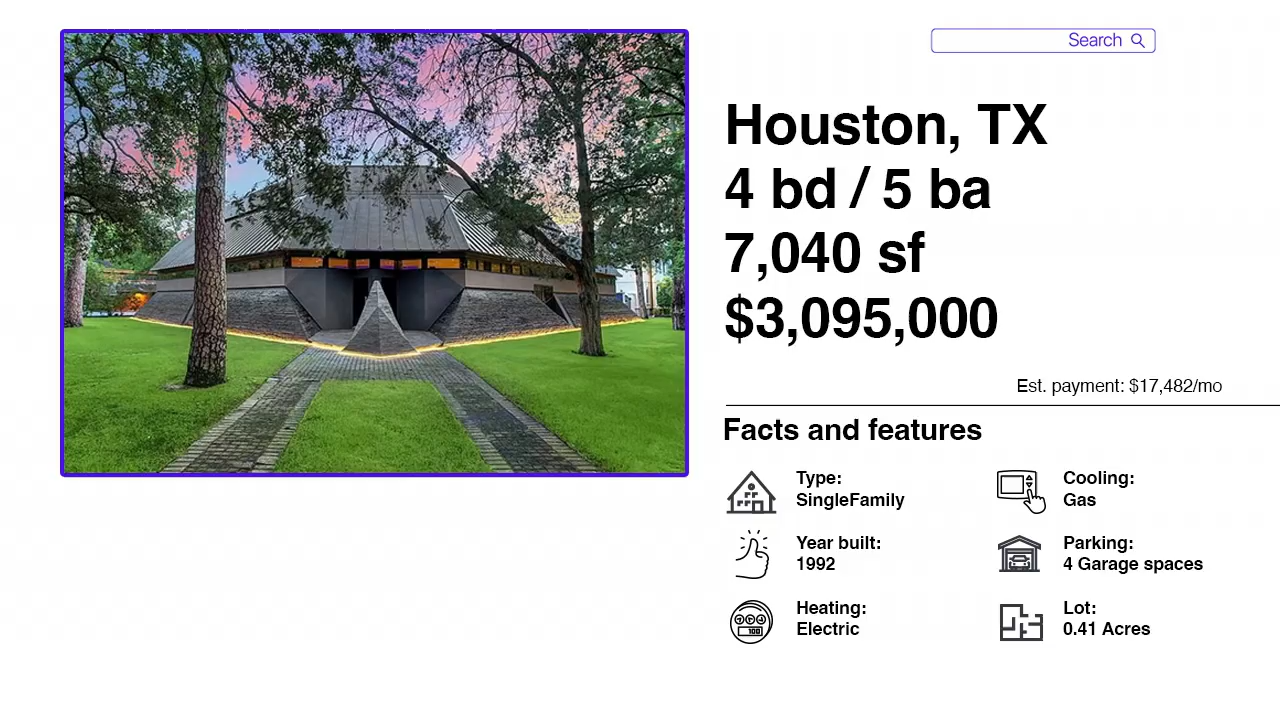 Search
Houston, TX
4 bd / 5 ba
7,040 sf
$3,095,000
Est. payment: $17,482/mo
Facts and features
Type:
SingleFamily
Cooling:
Gas
Year built:
1992
Parking:
4 Garage spaces
Heating:
Electric
100
Lot:
0.41 Acres